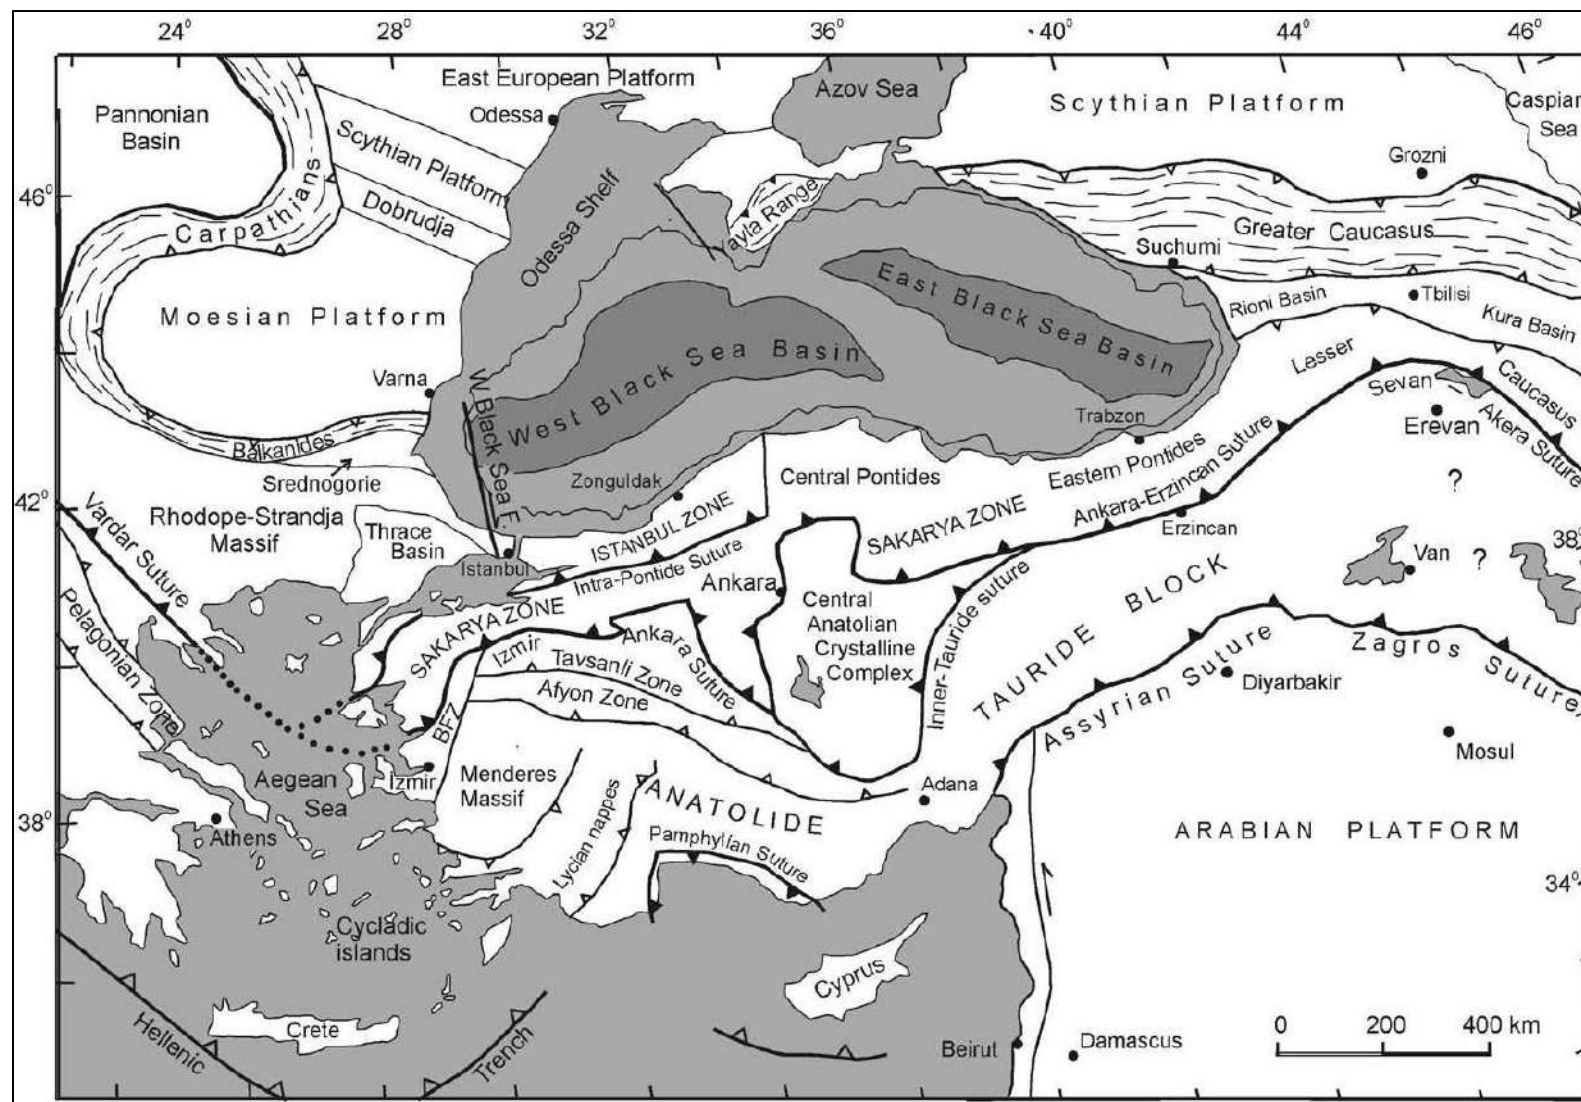 24° 28° 32° 36° 40° 44° 46°
East European Platform
Azov Sea
Scythian Platform
Caspian
Sea
Pannonian
Basin
Odessa
Scythian Platform
Grozni
46°
Carpathians
Dobrudja
Odessa Shelf
ayla Range
Greater Caucasus
Suchumi
Moesian Platform
East Black Sea Basin
Rioni Basin
Tbilisi
Kura Basin
West Black Sea Basin
Lesser
Caucasus
Varna
W Black Sea F.
Sevan
Akera Suture
Trabzon
Erevan
Balkanides
Srednogorie
Zonguldak
Central Pontides
Eastern Pontides
?
42°
Vardar Suture
Rhodope-Strandja
Massif
Thrace
Basin
ISTANBUL ZONE
SAKARYA ZONE
Ankara-Erzincan Suture
Erzincan
38°
Istanbul
Intra-Pontide Suture
Van
?
Pelagonian Zone
SAKARYA ZONE
Ankara
Central
Anatolian
Crystalline
Complex
Inner-Tauride suture
TAURIDE BLOCK
Izmir
Ankara Suture
Tavsanli Zone
Afyon Zone
Assyrian Suture
Zagros Suture
Diyarbakir
BFZ
Mosul
Aegean
Sea
İzmir
Menderes
Massif
Adana
38°
Athens
Lycian nappes
ANATOLIDE
Pamphylian Suture
ARABIAN PLATFORM
34°
Cycladic
islands
Cyprus
Hellenic
Crete
Trench
0 200 400 km
Beirut
Damascus